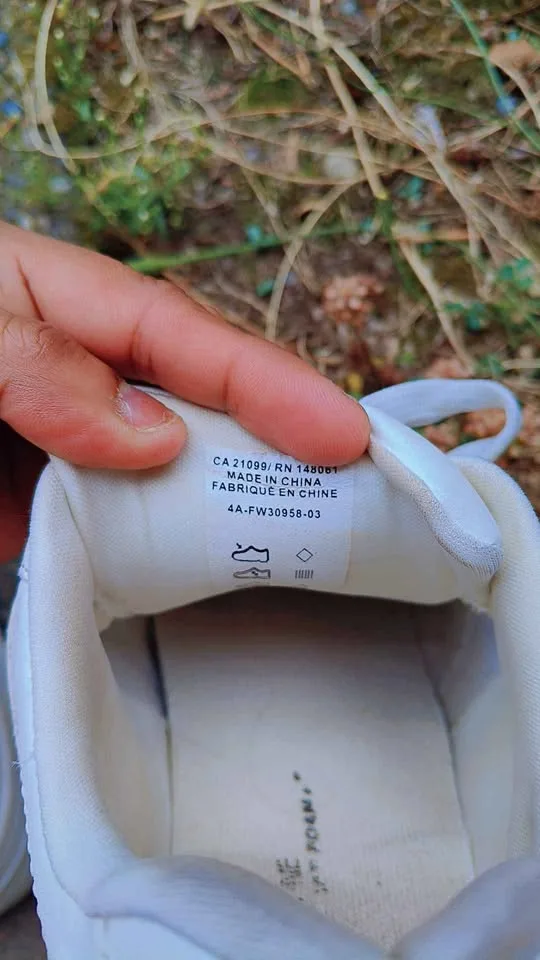 CA 21099/ RN 148061
MADE IN CHINA
FABRIQUÉ EN CHINE
4A-FW30958-03